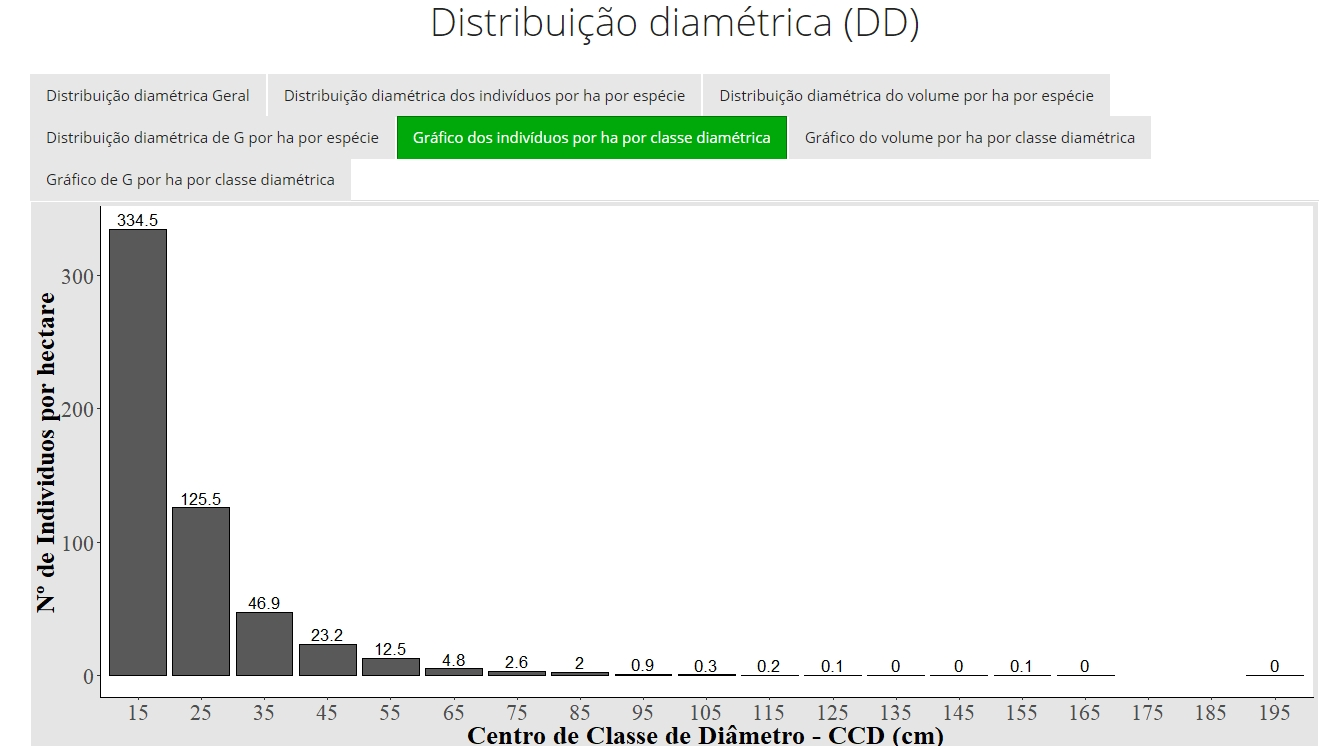 Distribuição diamétrica (DD)
Distribuição diamétrica Geral
Distribuição diamétrica dos indivíduos por ha por espécie
Distribuição diamétrica do volume por ha por espécie
Distribuição diamétrica de G por ha por espécie
Gráfico dos indivíduos por ha por classe diamétrica
Gráfico do volume por ha por classe diamétrica
Gráfico de G por ha por classe diamétrica
Nº de Individuos por hectare
300
200
100
0
334.5
125.5
46.9
23.2
12.5
4.8
2.6
2
0.9
0.3
0.2
0.1
0
0
0.1
0
0
15 25 35 45 55 65 75 85 95 105 115 125 135 145 155 165 175 185 195
Centro de Classe de Diâmetro - CCD (cm)